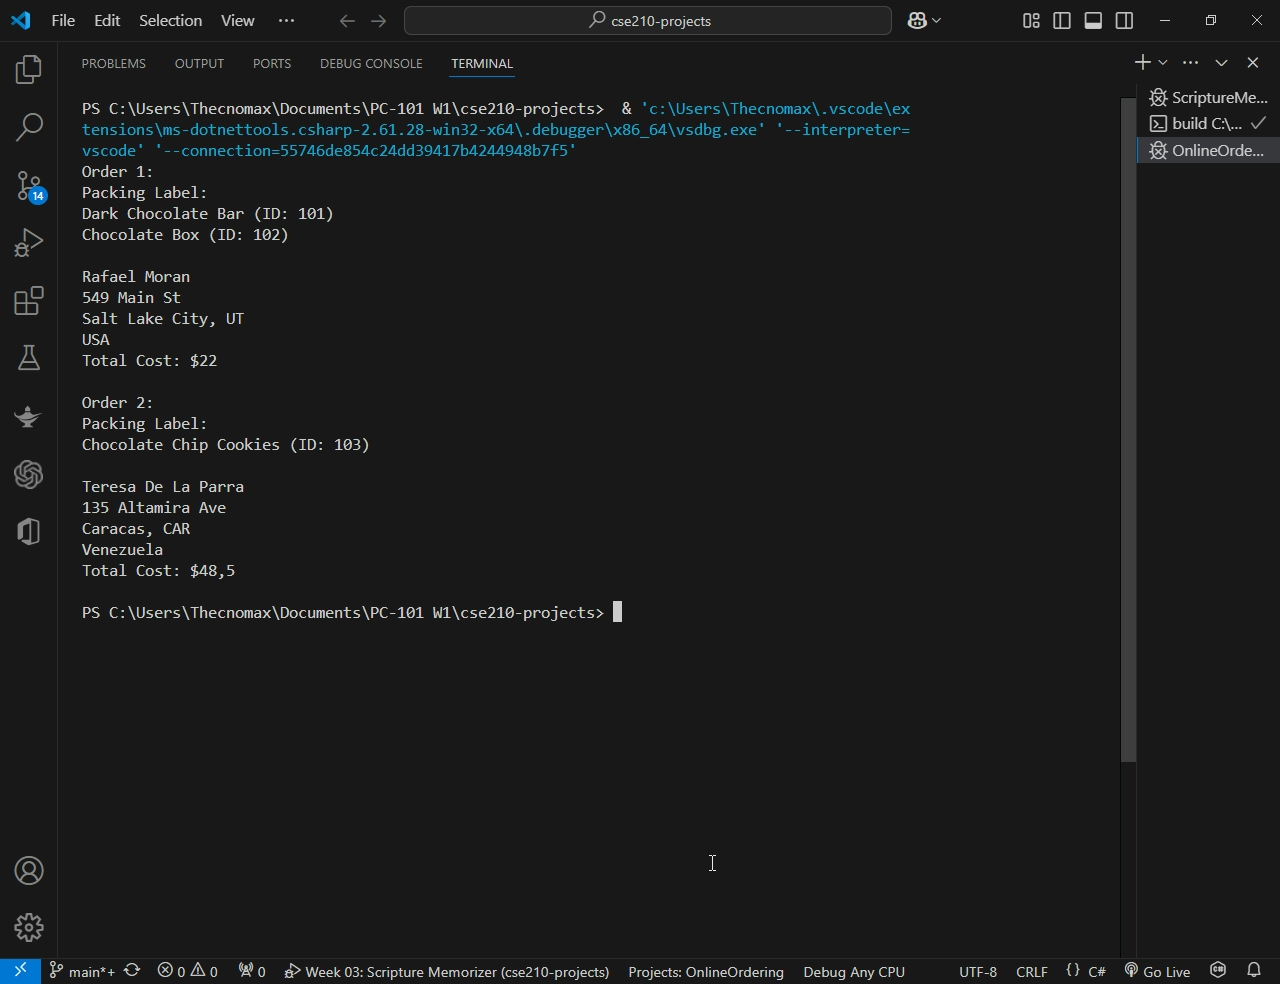 File Edit Selection View ··· cse210-projects
PROBLEMS OUTPUT PORTS DEBUG CONSOLE TERMINAL
PS C:\Users\Thecnomax\Documents\PC-101 W1\cse210-projects>  & 'c:\Users\Thecnomax\.vscode\ex
tensions\ms-dotnettools.csharp-2.61.28-win32-x64\.debugger\x86_64\vsdbg.exe' '--interpreter=
vscode' '--connection=55746de854c24dd39417b4244948b7f5'
Order 1:
Packing Label:
Dark Chocolate Bar (ID: 101)
Chocolate Box (ID: 102)
Rafael Moran
549 Main St
Salt Lake City, UT
USA
Total Cost: $22
Order 2:
Packing Label:
Chocolate Chip Cookies (ID: 103)
Teresa De La Parra
135 Altamira Ave
Caracas, CAR
Venezuela
Total Cost: $48,5
PS C:\Users\Thecnomax\Documents\PC-101 W1\cse210-projects>
ScriptureMe...
build C:\...
OnlineOrde...
14
main*+ 0 0 0 Week 03: Scripture Memorizer (cse210-projects) Projects: OnlineOrdering Debug Any CPU UTF-8 CRLF {} C# Go Live